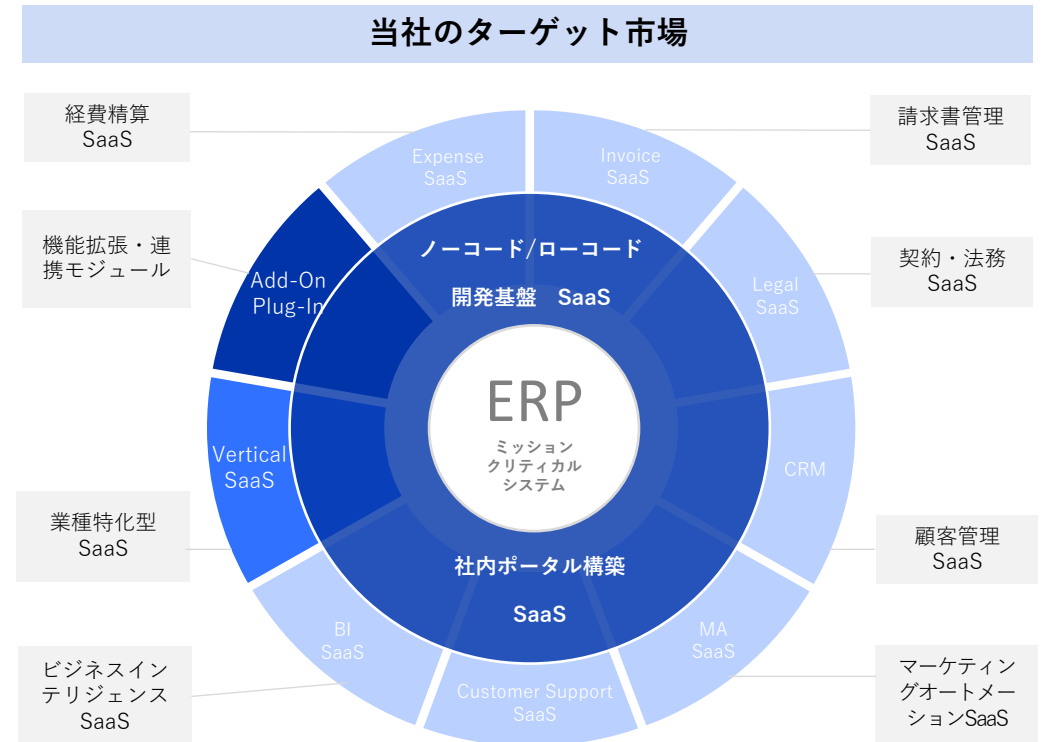 当社のターゲット市場
経費精算
SaaS
請求書管理
SaaS
Expense
SaaS
Invoice
SaaS
機能拡張・連
携モジュール
契約・法務
SaaS
Add-On
Plug-In
ノーコード/ローコード
開発基盤 SaaS
Legal
SaaS
ERP
ミッション
クリティカル
システム
Vertical
SaaS
CRM
業種特化型
SaaS
顧客管理
SaaS
社内ポータル構築
SaaS
BI
SaaS
MA
SaaS
Customer Support
SaaS
ビジネスイン
テリジェンス
SaaS
マーケティン
グオートメー
ションSaaS